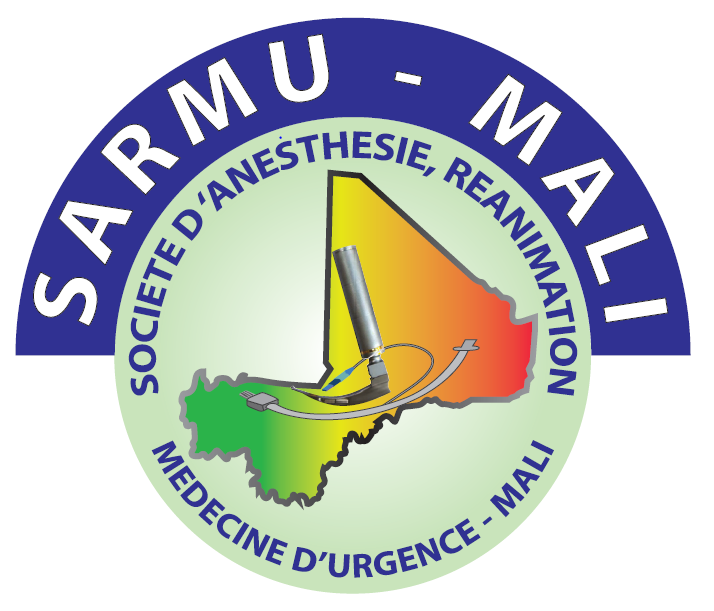 SARMU - MALI
SOCIETE D'ANESTHESIE, REANIMATION
MEDECINE D'URGENCE - MALI